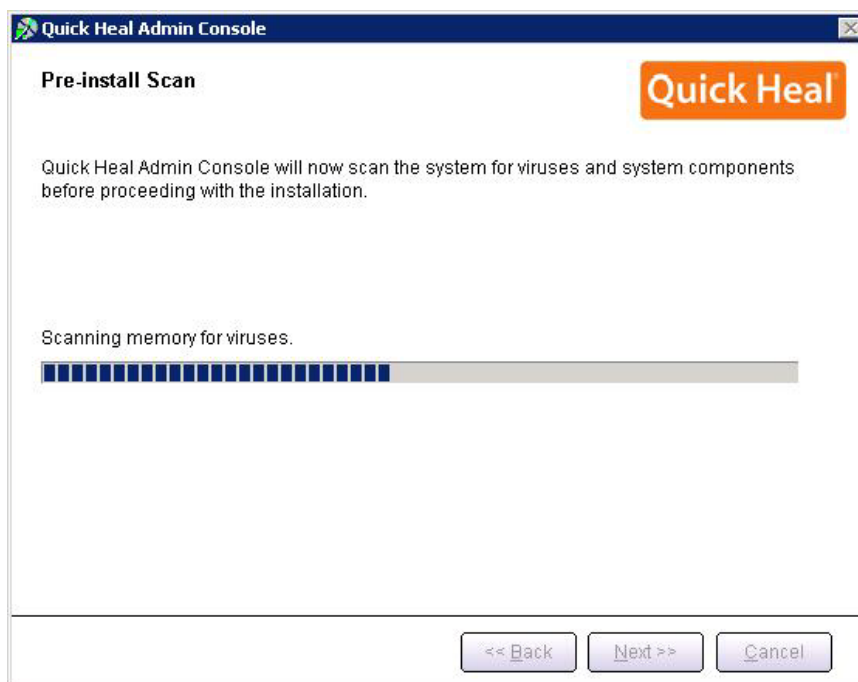 Quick Heal Admin Console
Pre-install Scan
Quick Heal
Quick Heal Admin Console will now scan the system for viruses and system components
before proceeding with the installation.
Scanning memory for viruses.
<< Back
Next >>
Cancel